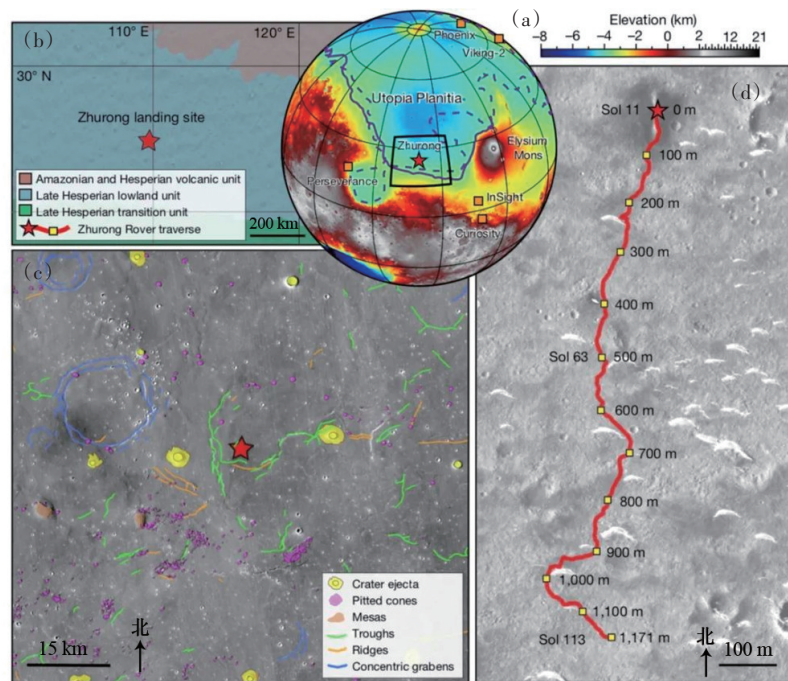 (a)
Elevation (km)
-8 -6 -4 -2 0 3 12 21
Phoenix
Viking-2
Utopia Planitia
Zhurong
Elysium
Mons
Perseverance
InSight
Curiosity
(b)
110° E
120° E
30° N
Zhurong landing site
Amazonian and Hesperian volcanic unit
Late Hesperian lowland unit
Late Hesperian transition unit
Zhurong Rover traverse
200 km
(c)
Crater ejecta
Pitted cones
Mesas
Troughs
Ridges
Concentric grabens
15 km
北
(d)
Sol 11
0 m
100 m
200 m
300 m
400 m
Sol 63
500 m
600 m
700 m
800 m
900 m
1,000 m
1,100 m
Sol 113
1,171 m
北
100 m